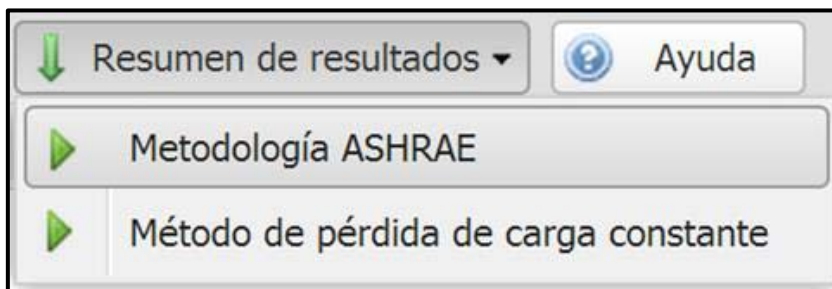 Resumen de resultados Ayuda
Metodología ASHRAE
Método de pérdida de carga constante